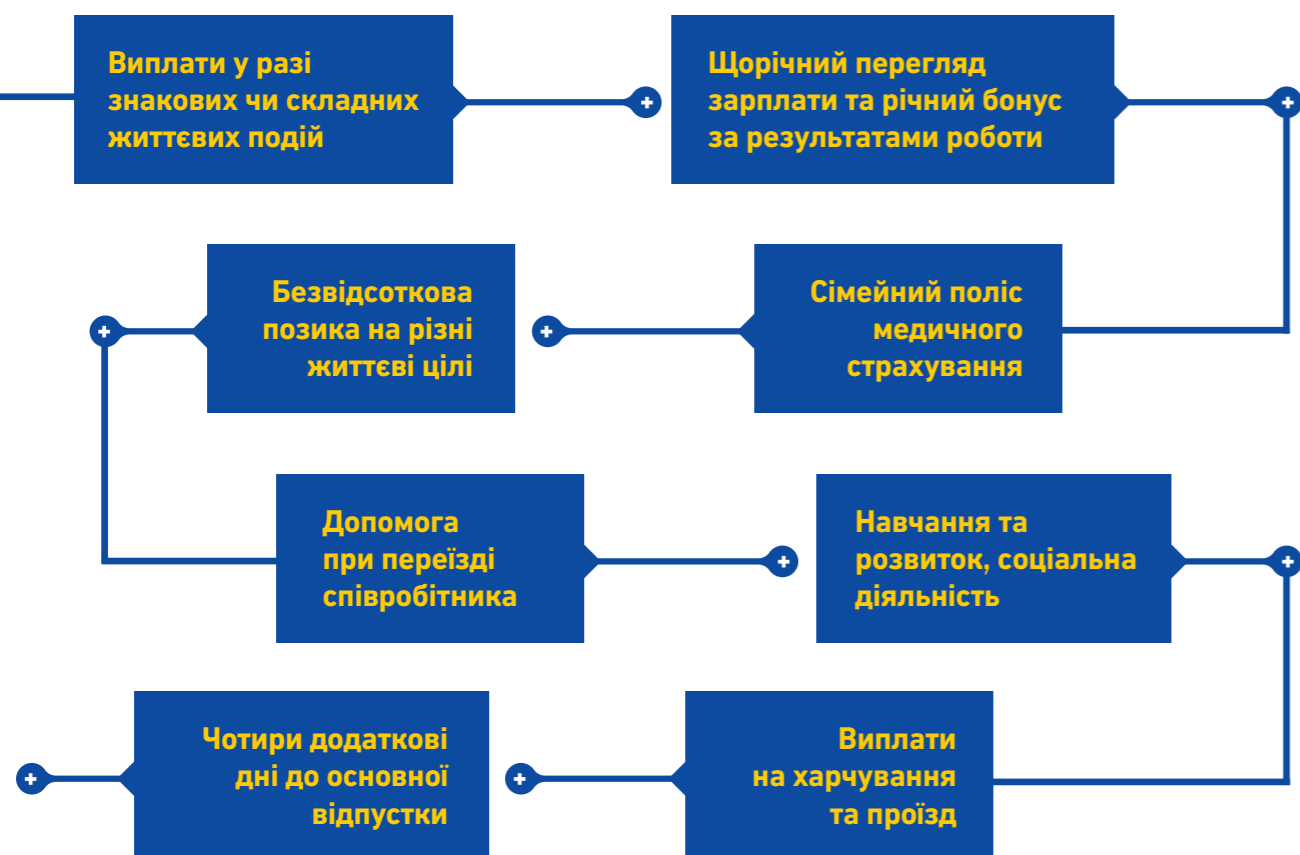 Виплати у разі
знакових чи складних
життєвих подій
Щорічний перегляд
зарплати та річний бонус
за результатами роботи
Сімейний поліс
медичного
страхування
Безвідсоткова
позика на різні
життєві цілі
Допомога
при переїзді
співробітника
Навчання та
розвиток, соціальна
діяльність
Виплати
на харчування
та проїзд
Чотири додаткові
дні до основної
відпустки